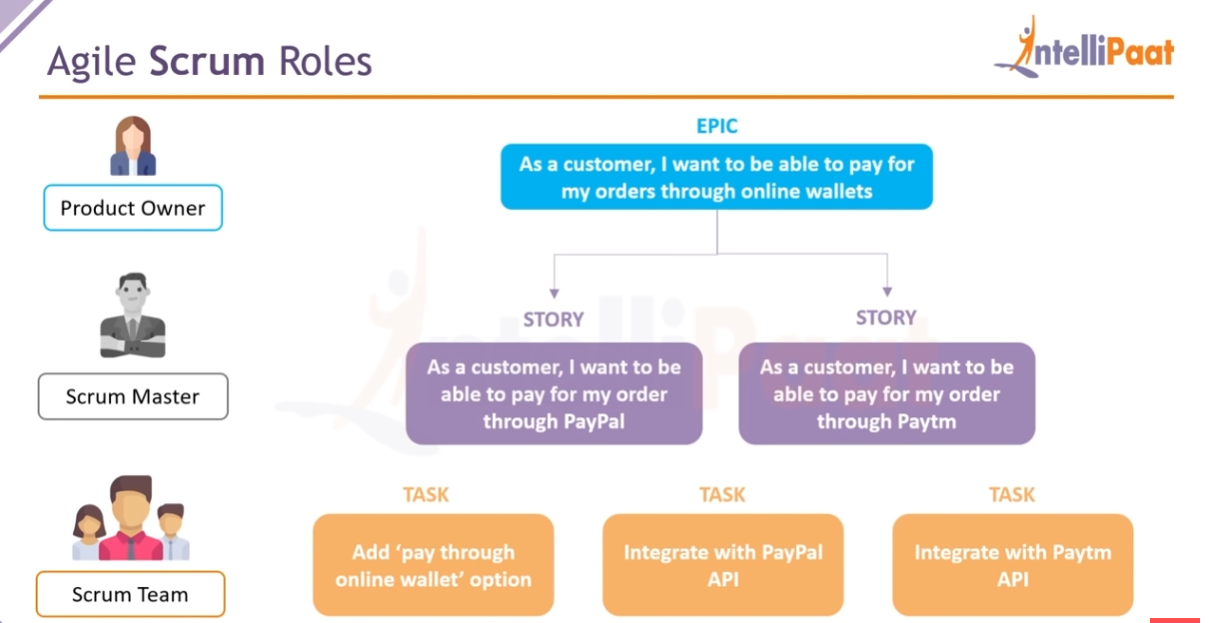 Agile Scrum Roles
IntelliPaat
Product Owner
Scrum Master
Scrum Team
EPIC
As a customer, I want to be able to pay for
my orders through online wallets
STORY
As a customer, I want to be
able to pay for my order
through PayPal
STORY
As a customer, I want to be
able to pay for my order
through Paytm
TASK
Add ‘pay through
online wallet’ option
TASK
Integrate with PayPal
API
TASK
Integrate with Paytm
API
IntelliPaat